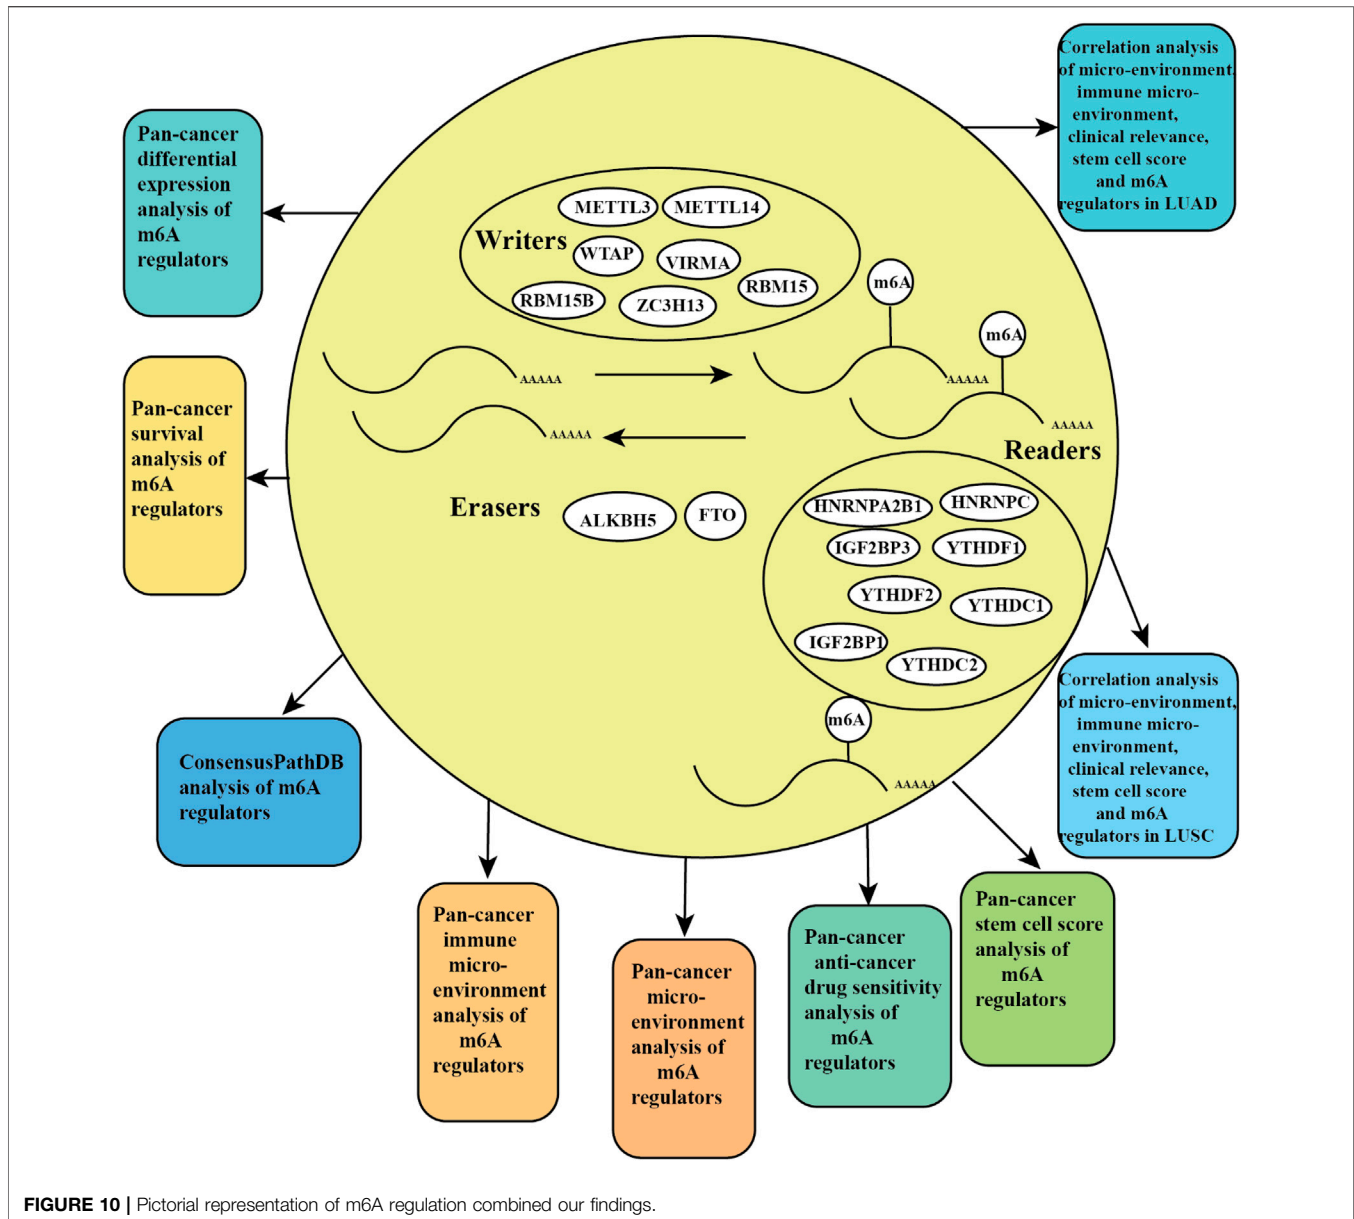 Correlation analysis
of micro-environment,
immune micro-
environment,
clinical relevance,
stem cell score
and m6A
regulators in LUAD
Pan-cancer
differential
expression
analysis of
m6A
regulators
METTL3
METTL14
Writers
WTAP
VIRMA
RBM15B
ZC3H13
RBM15
m6A
m6A
AAAAA
AAAAA
AAAAA
AAAAA
Pan-cancer
survival
analysis of
m6A
regulators
Readers
Erasers
ALKBH5
FTO
HNRNPA2B1
HNRNPC
IGF2BP3
YTHDF1
YTHDF2
YTHDC1
IGF2BP1
YTHDC2
m6A
AAAAA
Correlation analysis
of micro-environment,
immune micro-
environment,
clinical relevance,
stem cell score
and m6A
regulators in LUSC
ConsensusPathDB
analysis of m6A
regulators
Pan-cancer
immune
micro-
environment
analysis of
m6A
regulators
Pan-cancer
micro-
environment
analysis of
m6A
regulators
Pan-cancer
anti-cancer
drug sensitivity
analysis of
m6A
regulators
Pan-cancer
stem cell score
analysis of
m6A
regulators
FIGURE 10 | Pictorial representation of m6A regulation combined our findings.